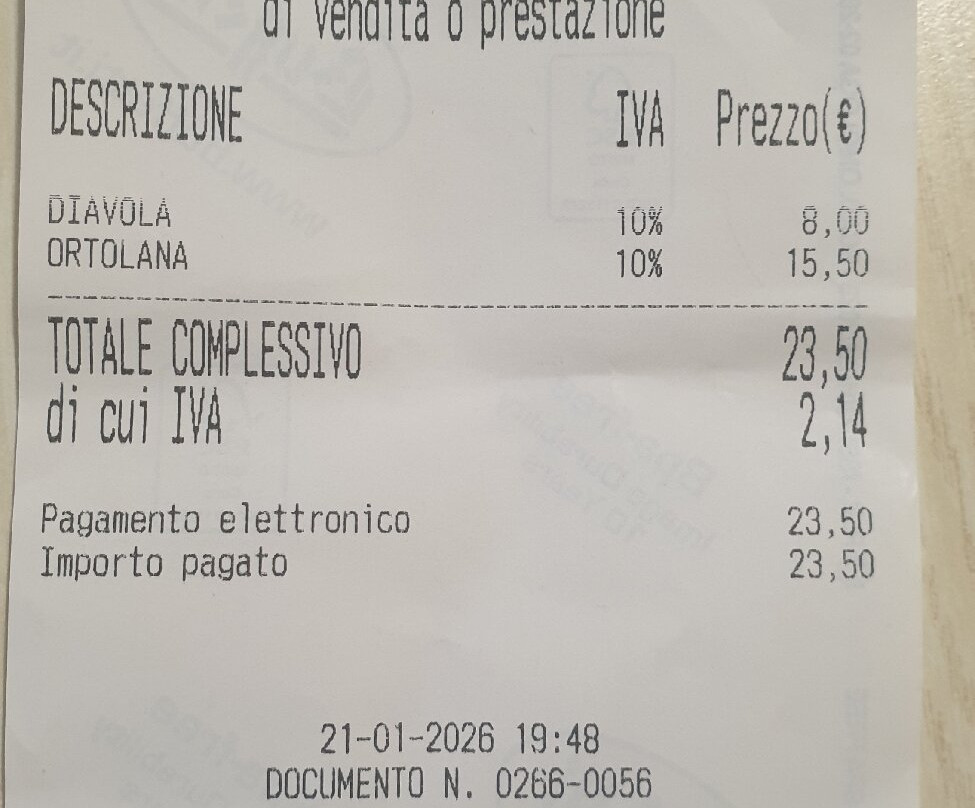 di vendita o prestazione
DESCRIZIONE IVA Prezzo(€)
DIAVOLA 10% 8,00
ORTOLANA 10% 15,50
TOTALE COMPLESSIVO 23,50
di cui IVA 2,14
Pagamento elettronico 23,50
Importo pagato 23,50
21-01-2026 19:48
DOCUMENTO N. 0266-0056